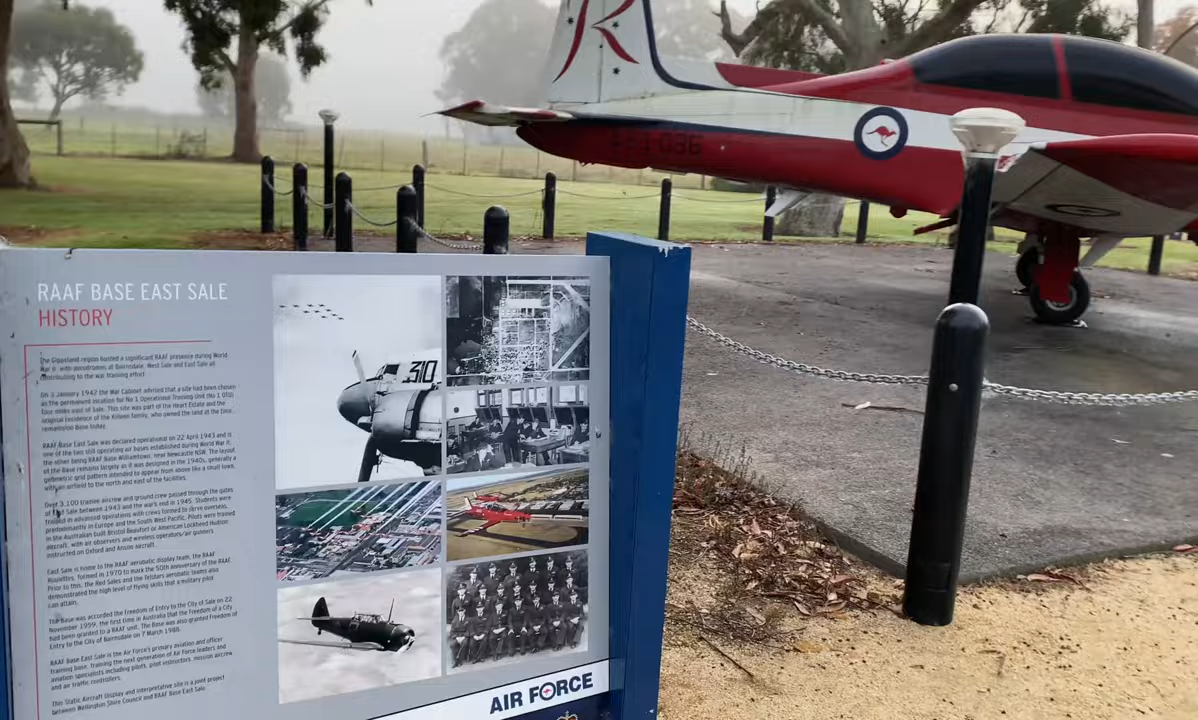 RAAF BASE EAST SALE
HISTORY
The Gippsland region hosted a significant RAAF presence during World
War II, with aerodromes at Bairnsdale, West Sale and East Sale all
contributing to the war training effort.
On 3 January 1942 the War Cabinet advised that a site had been chosen
as the permanent location for No 1 Operational Training Unit (No 1 OTU)
four miles east of Sale. This site was part of the Heart Estate and the
original residence of the family, who owned the land at the time,
remains on Base today.
RAAF Base East Sale was declared operational on 22 April 1943 and is
one of the two still operating air bases established during World War II,
the other being RAAF Base Williamtown, near Newcastle NSW. The layout
of the Base remains largely as it was designed in the 1940s, generally a
geometric grid pattern intended to appear from above like a small town,
with an airfield to the north and east of the facilities.
Over 3,100 trainee aircrew and ground crew passed through the gates
of East Sale between 1943 and the war's end in 1945. Students were
trained in advanced operations with crews formed to serve overseas,
predominantly in Europe and the South West Pacific. Pilots were trained
in the Australian built Bristol Beaufort or American Lockheed Hudson
aircraft, with air observers and wireless operators/air gunners
instructed on Oxford and Anson aircraft.
East Sale is home to the RAAF aerobatic display team, the RAAF
Roulettes, formed in 1970 to mark the 50th anniversary of the RAAF.
Prior to this, the Red Sales and the Telstars aerobatic teams also
demonstrated the high level of flying skills that a military pilot
can attain.
The Base was accorded the Freedom of Entry to the City of Sale on 22
November 1959, the first time in Australia that the Freedom of a City
had been granted to a RAAF unit. The Base was also granted Freedom of
Entry to the City of Bairnsdale on 7 March 1988.
RAAF Base East Sale is the Air Force's primary aviation and officer
training base, training the next generation of Air Force leaders and
aviation specialists including pilots, pilot instructors, mission aircrew
and air traffic controllers.
This Static Aircraft Display and interpretative site is a joint project
between Wellington Shire Council and RAAF Base East Sale
310
AIR FORCE
036